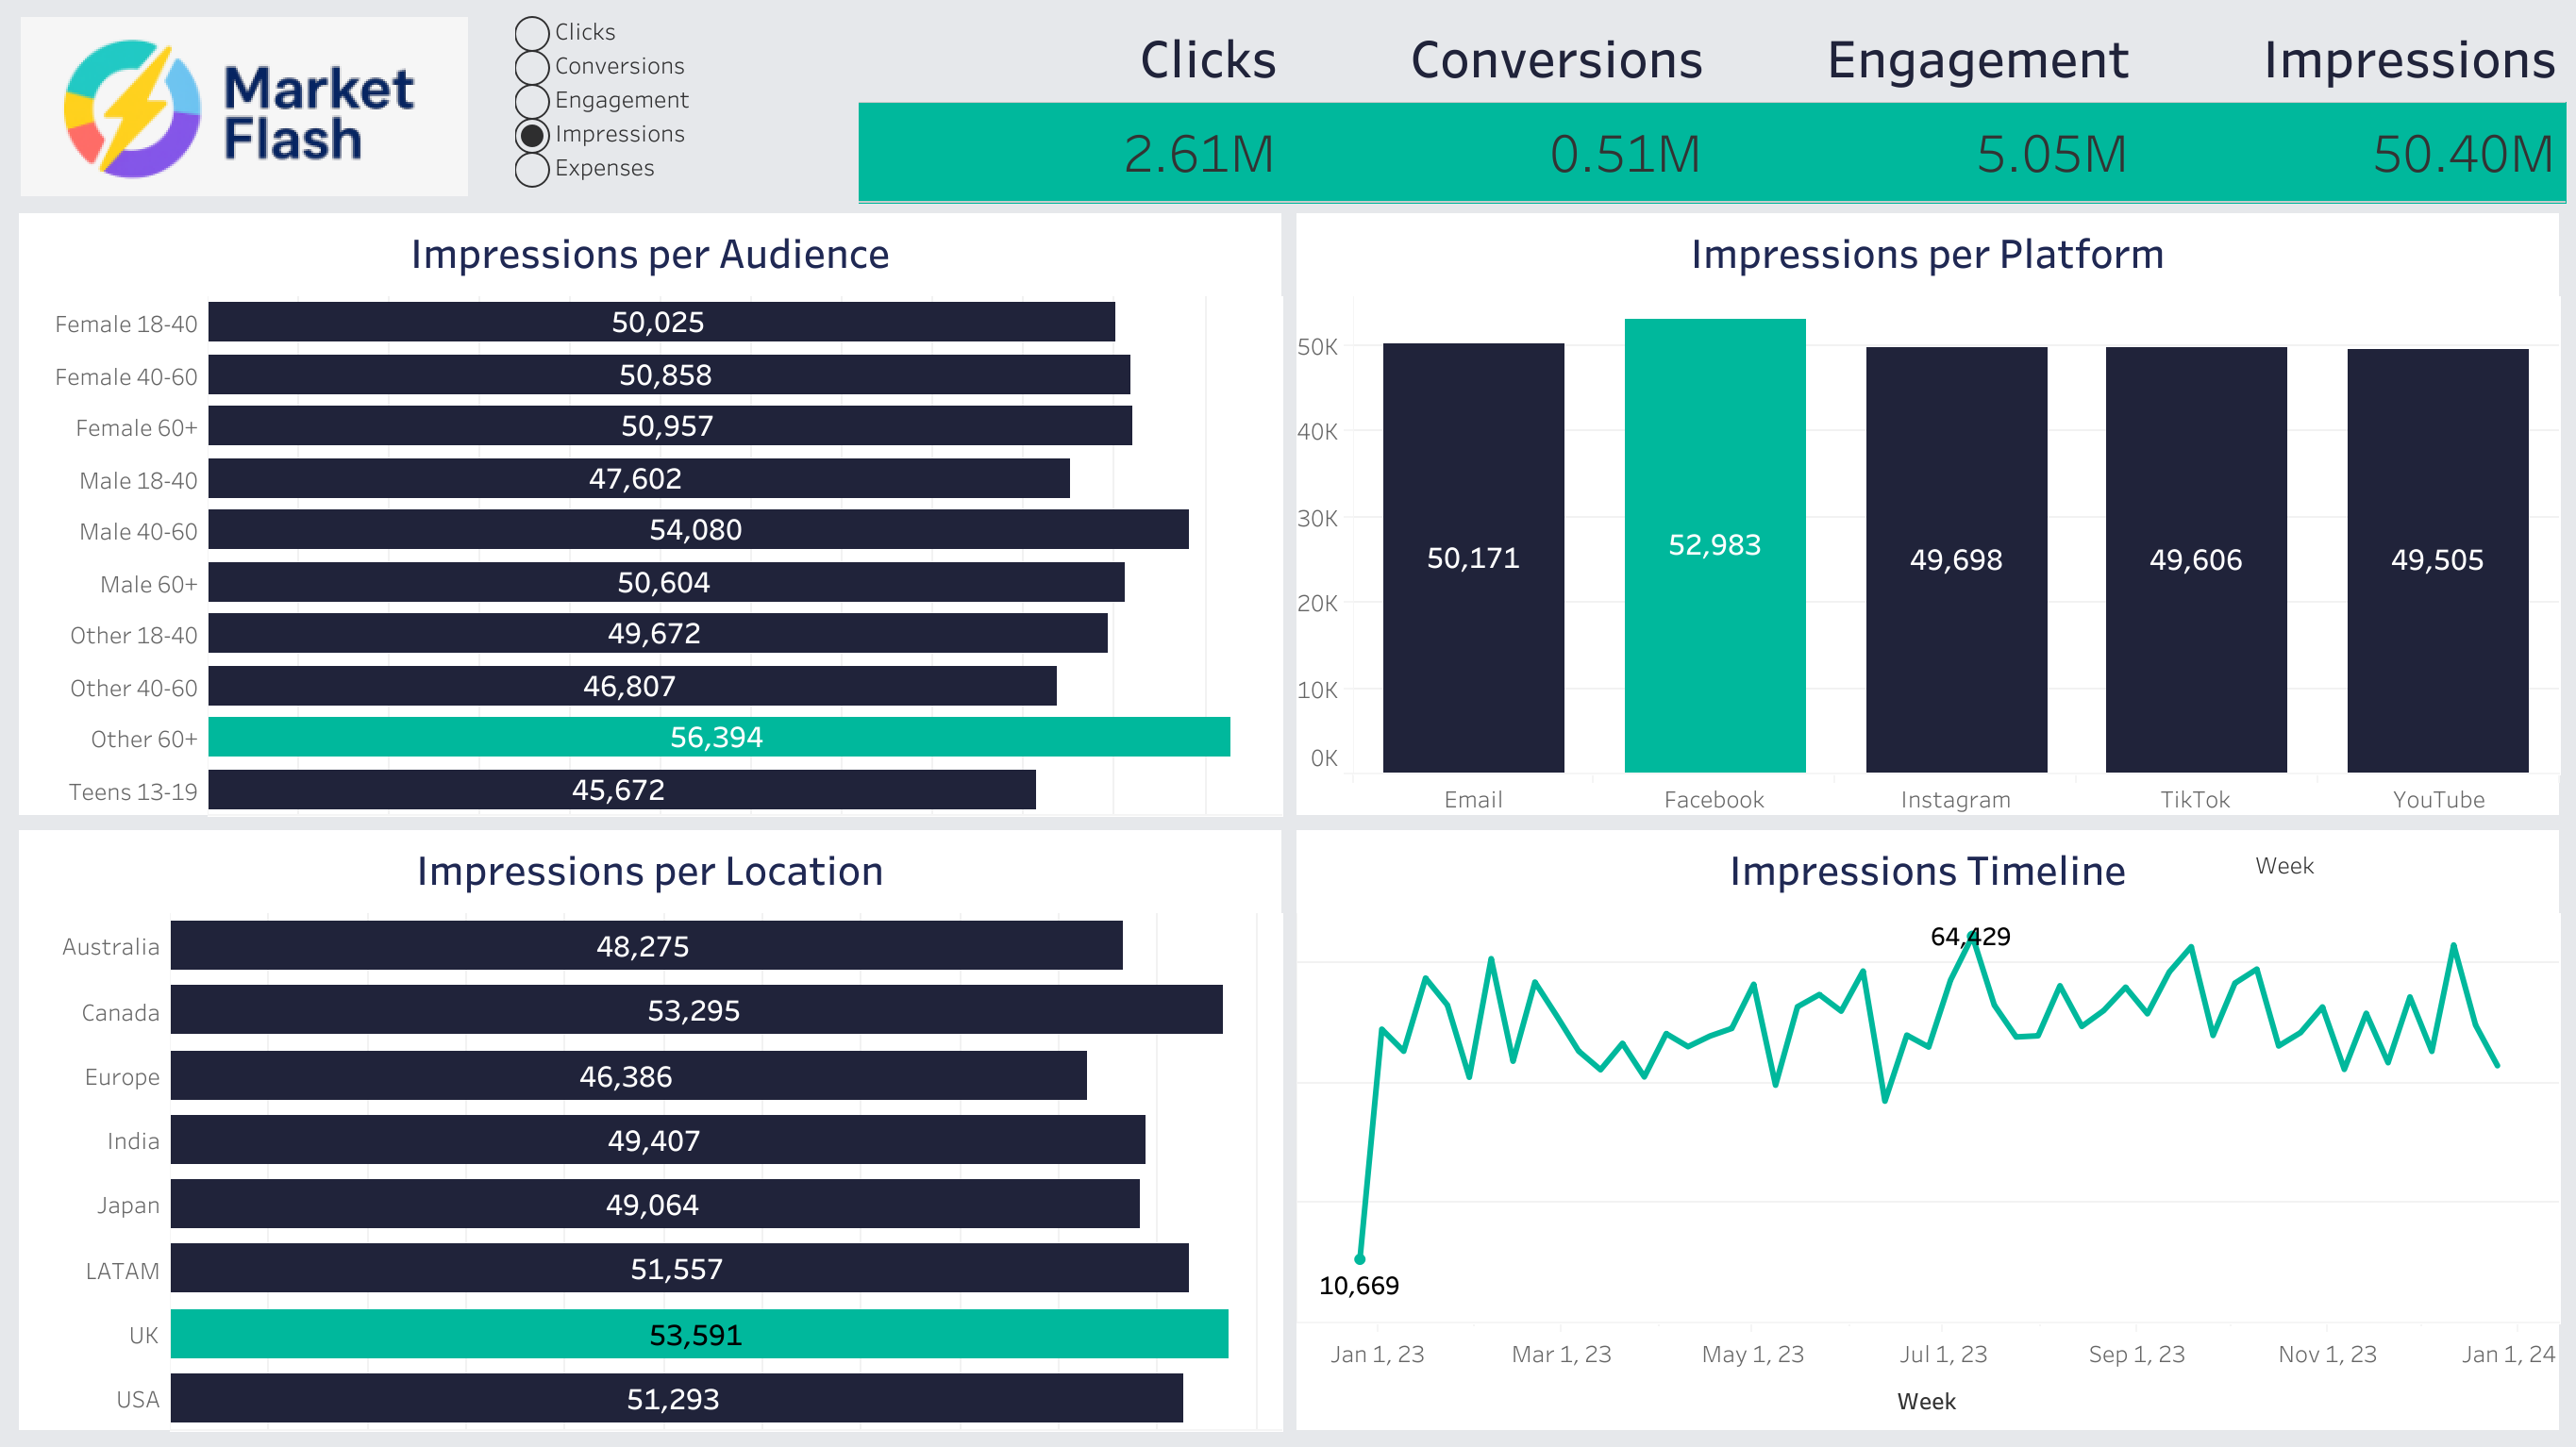 Market
Flash
Clicks
Conversions
Engagement
Impressions
Expenses
Clicks Conversions Engagement Impressions
2.61M 0.51M 5.05M 50.40M
Impressions per Audience
Female 18-40 50,025
Female 40-60 50,858
Female 60+ 50,957
Male 18-40 47,602
Male 40-60 54,080
Male 60+ 50,604
Other 18-40 49,672
Other 40-60 46,807
Other 60+ 56,394
Teens 13-19 45,672
Impressions per Platform
50K
40K
30K
20K
10K
0K
50,171 52,983 49,698 49,606 49,505
Email Facebook Instagram TikTok YouTube
Impressions per Location
Australia 48,275
Canada 53,295
Europe 46,386
India 49,407
Japan 49,064
LATAM 51,557
UK 53,591
USA 51,293
Impressions Timeline Week
64,429
10,669
Jan 1, 23 Mar 1, 23 May 1, 23 Jul 1, 23 Sep 1, 23 Nov 1, 23 Jan 1, 24
Week